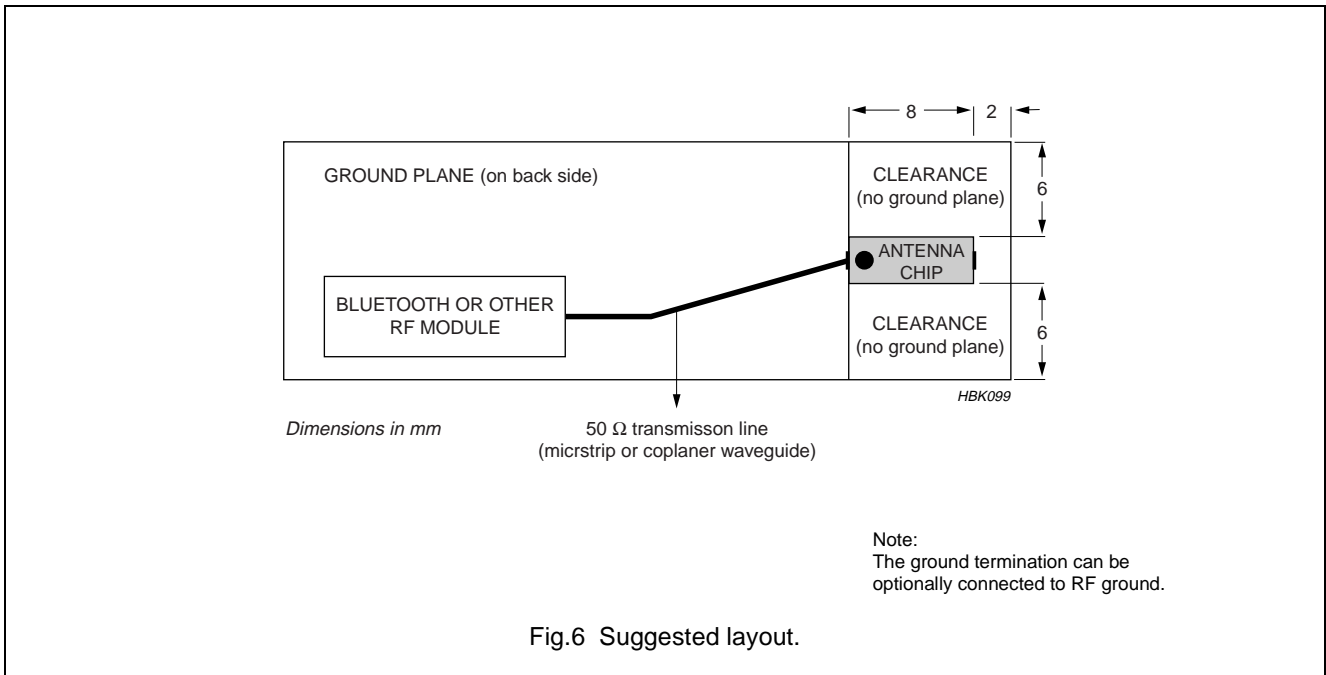 8
2
GROUND PLANE (on back side)
CLEARANCE
(no ground plane)
6
ANTENNA
CHIP
BLUETOOTH OR OTHER
RF MODULE
CLEARANCE
(no ground plane)
6
HBK099
Dimensions in mm
50 Ω transmisson line
(micrstrip or coplaner waveguide)
Note:
The ground termination can be
optionally connected to RF ground.
Fig.6 Suggested layout.